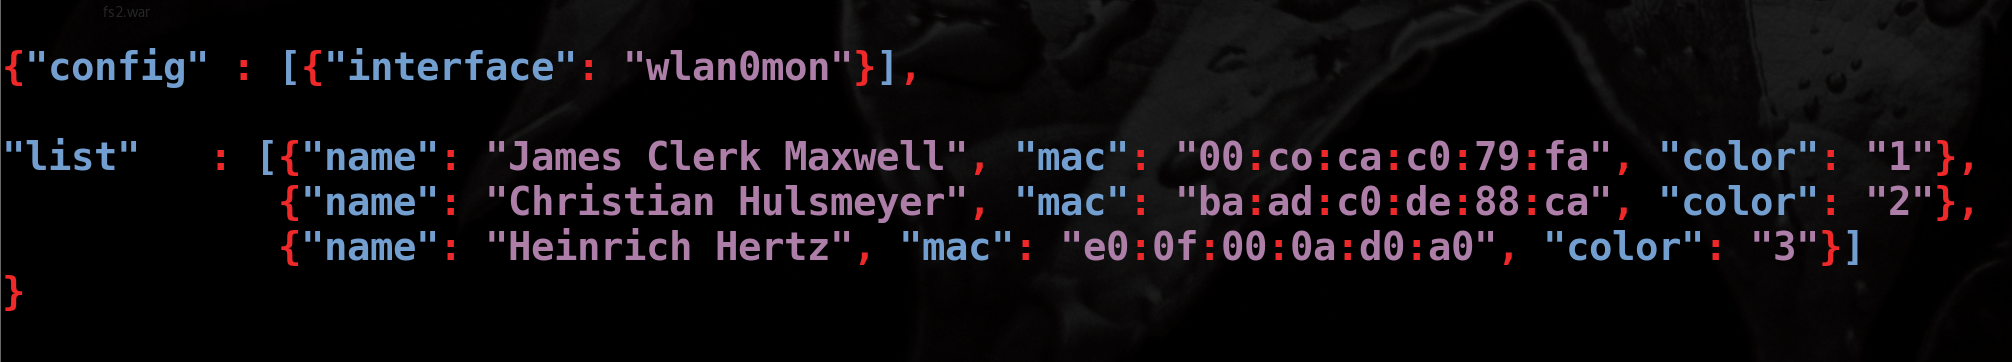 fs2.war
{"config" : [{"interface": "wlan0mon"}],
"list"   : [{"name": "James Clerk Maxwell", "mac": "00:co:ca:c0:79:fa", "color": "1"},
{"name": "Christian Hulsmeyer", "mac": "ba:ad:c0:de:88:ca", "color": "2"},
{"name": "Heinrich Hertz", "mac": "e0:0f:00:0a:d0:a0", "color": "3"}]
}